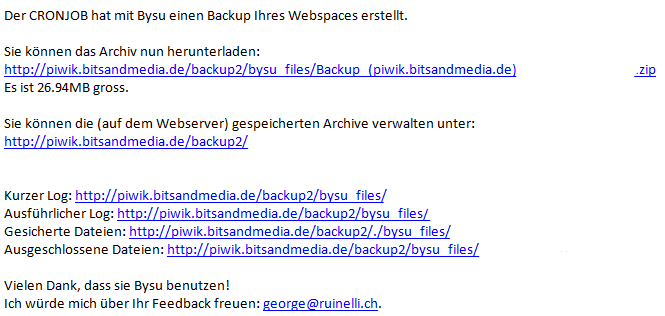 Der CRONJOB hat mit Bysu einen Backup Ihres Webspaces erstellt.
Sie können das Archiv nun herunterladen:
http://piwik.bitsandmedia.de/backup2/bysu_files/Backup_(piwik.bitsandmedia.de) .zip
Es ist 26.94MB gross.
Sie können die (auf dem Webserver) gespeicherten Archive verwalten unter:
http://piwik.bitsandmedia.de/backup2/
Kurzer Log: http://piwik.bitsandmedia.de/backup2/bysu_files/
Ausführlicher Log: http://piwik.bitsandmedia.de/backup2/bysu_files/
Gesicherte Dateien: http://piwik.bitsandmedia.de/backup2/./bysu_files/
Ausgeschlossene Dateien: http://piwik.bitsandmedia.de/backup2/bysu_files/
Vielen Dank, dass sie Bysu benutzen!
Ich würde mich über Ihr Feedback freuen: george@ruinelli.ch.